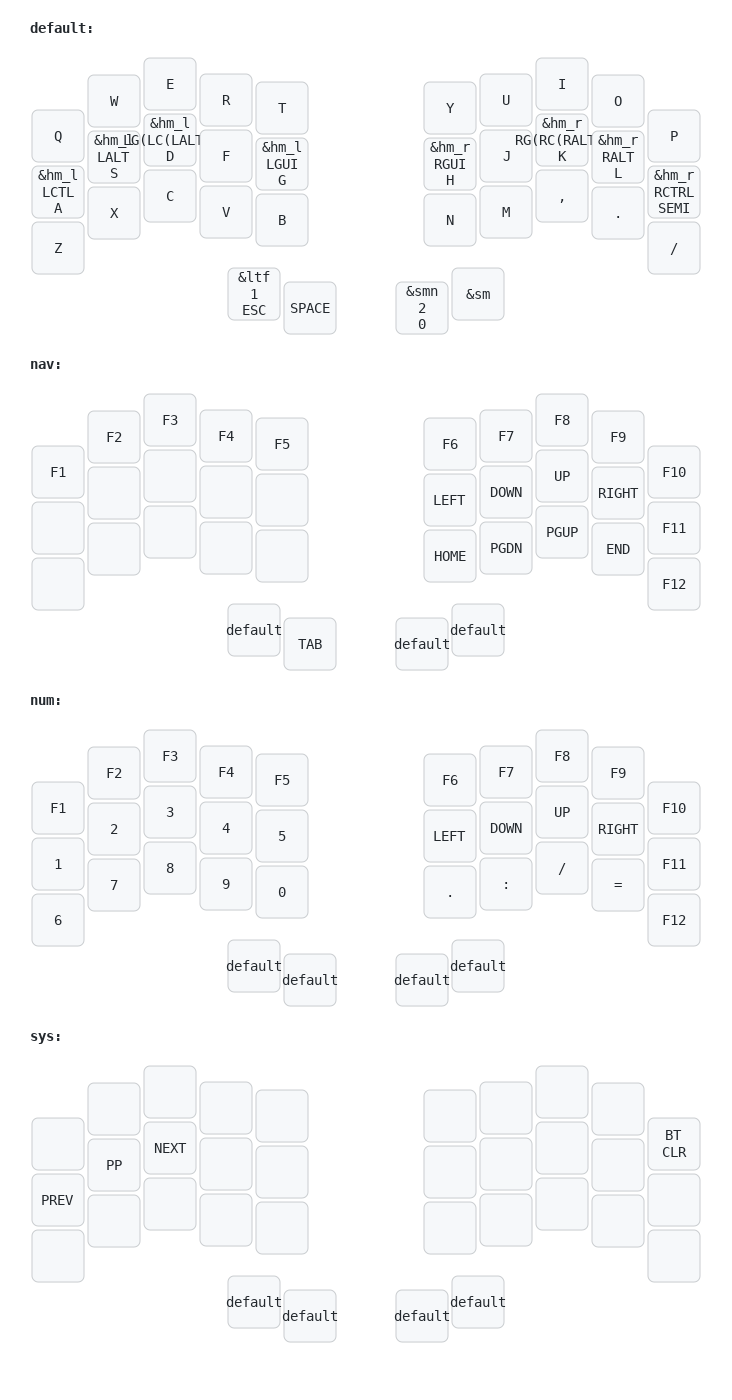 default:
Q W E R T Y U I O P
&hm_l LCTL A
&hm_l LALT S
&hm_l LG(LC(LALT D
F
&hm_l LGUI G
&hm_r RGUI H
J
&hm_r RG(RC(RALT K
&hm_r RALT L
&hm_r RCTRL SEMI
Z X C V B N M , . /
&ltf 1 ESC
SPACE
&smn 2 0
&sm
nav:
F1 F2 F3 F4 F5 F6 F7 F8 F9 F10
LEFT DOWN UP RIGHT F11
HOME PGDN PGUP END F12
default TAB default default
num:
F1 F2 F3 F4 F5 F6 F7 F8 F9 F10
1 2 3 4 5 LEFT DOWN UP RIGHT F11
6 7 8 9 0 . : / = F12
default default default default
sys:
BT CLR
PREV PP NEXT
default default default default